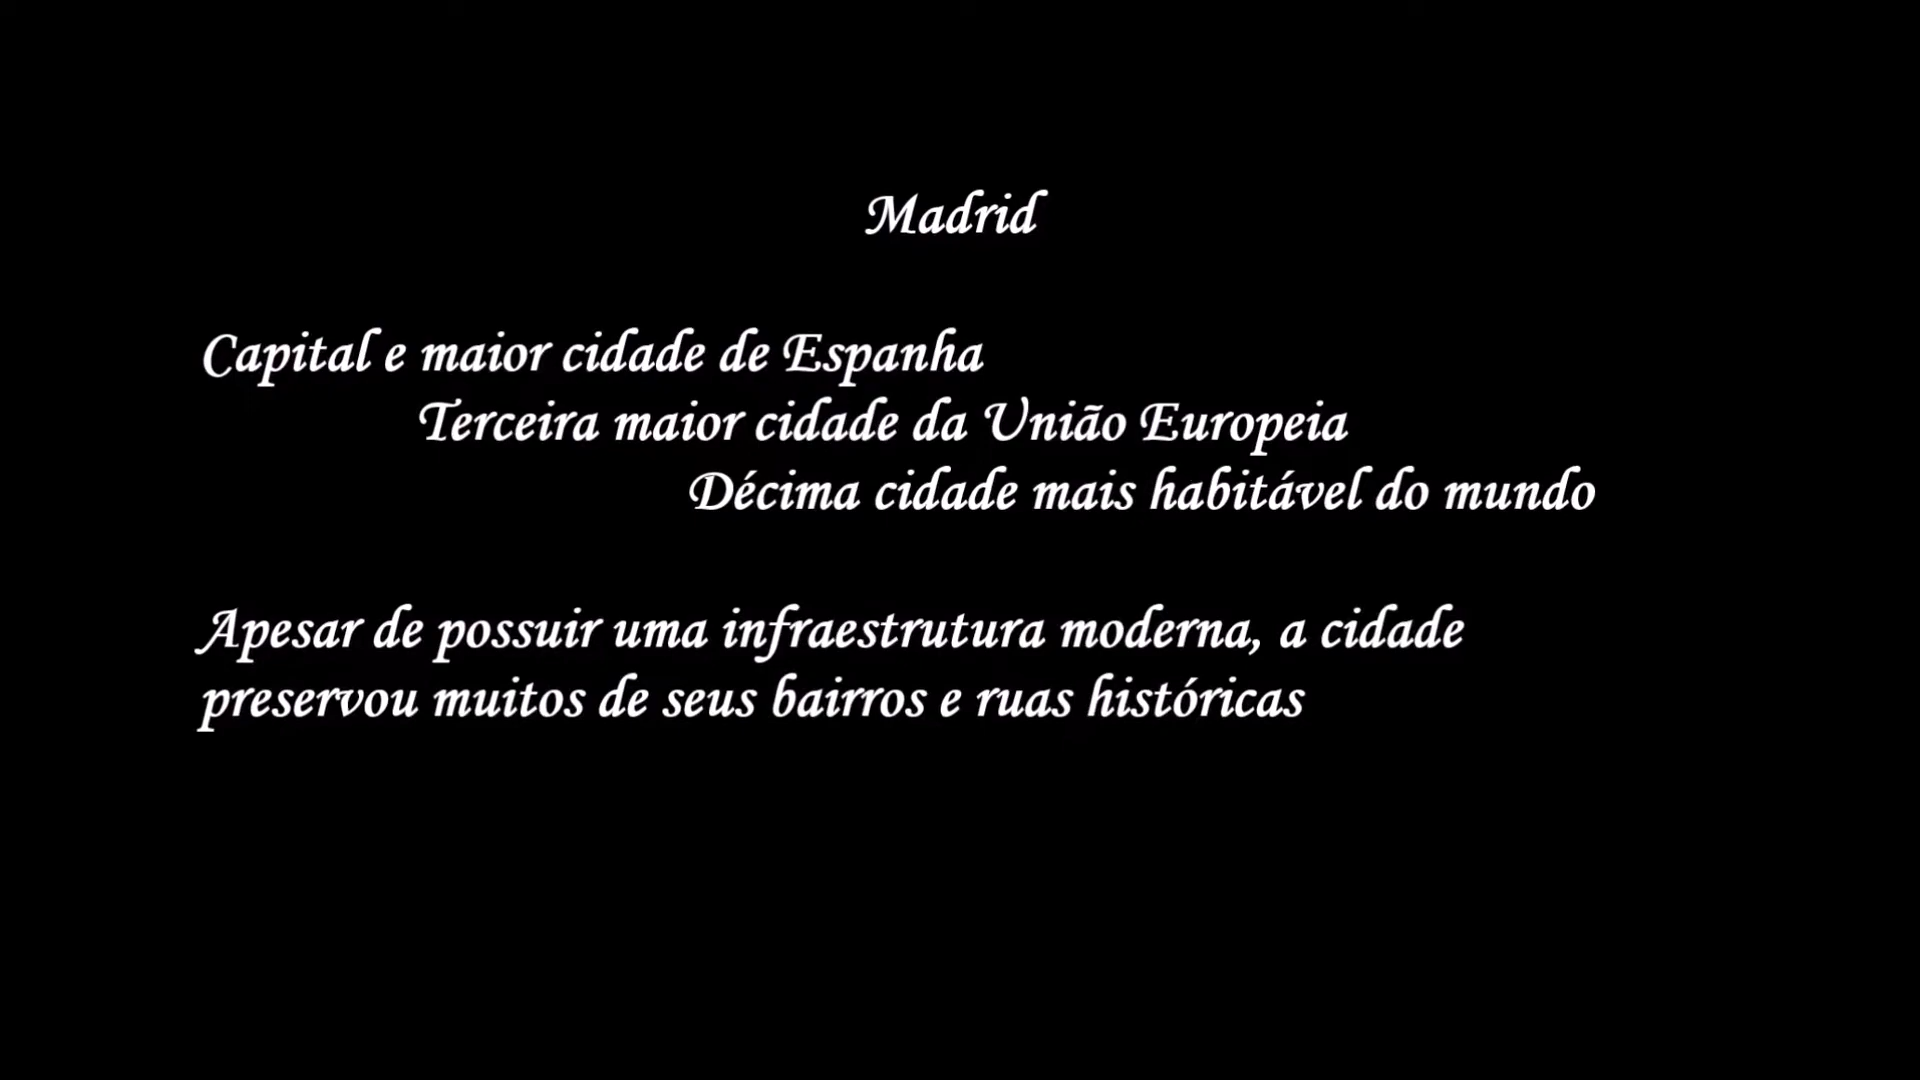 Madrid
Capital e maior cidade de Espanha
Terceira maior cidade da União Europeia
Décima cidade mais habitável do mundo
Apesar de possuir uma infraestrutura moderna, a cidade
preservou muitos de seus bairros e ruas históricas